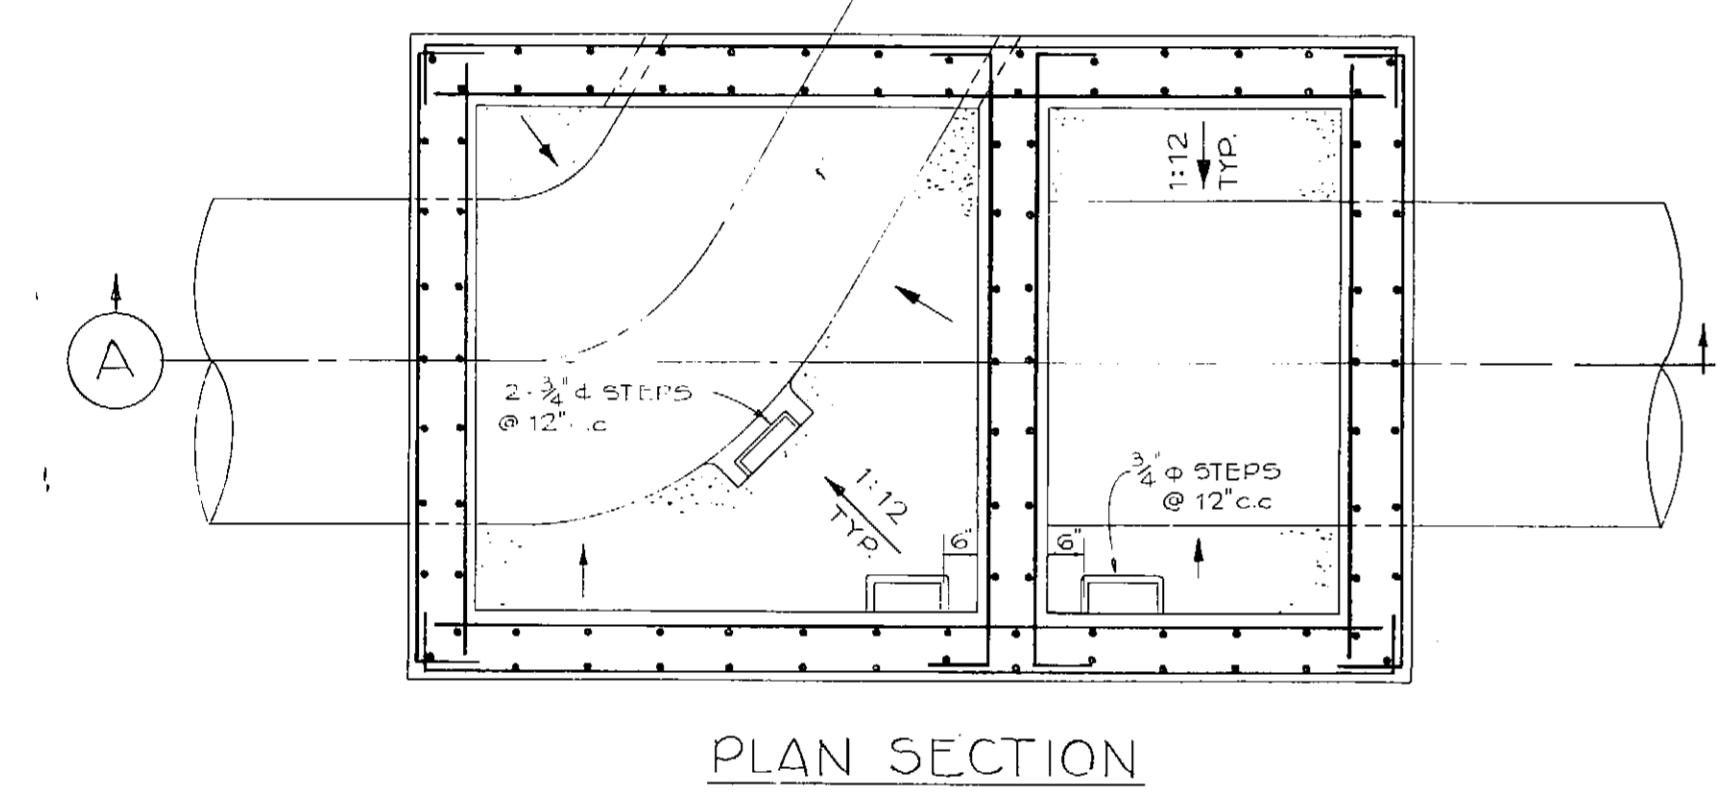 1:12
TYP.
A
2-¾"ȼ STEPS
@ 12" .c
¾" Φ STEPS
@ 12" c.c
1:12
TYP.
6"
6"
PLAN SECTION